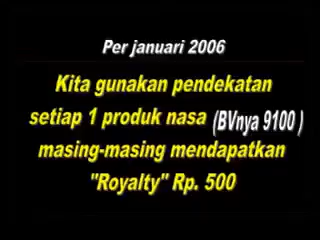 Per januari 2006
Kita gunakan pendekatan
setiap 1 produk nasa (BVnya 9100 )
masing-masing mendapatkan
"Royalty" Rp. 500